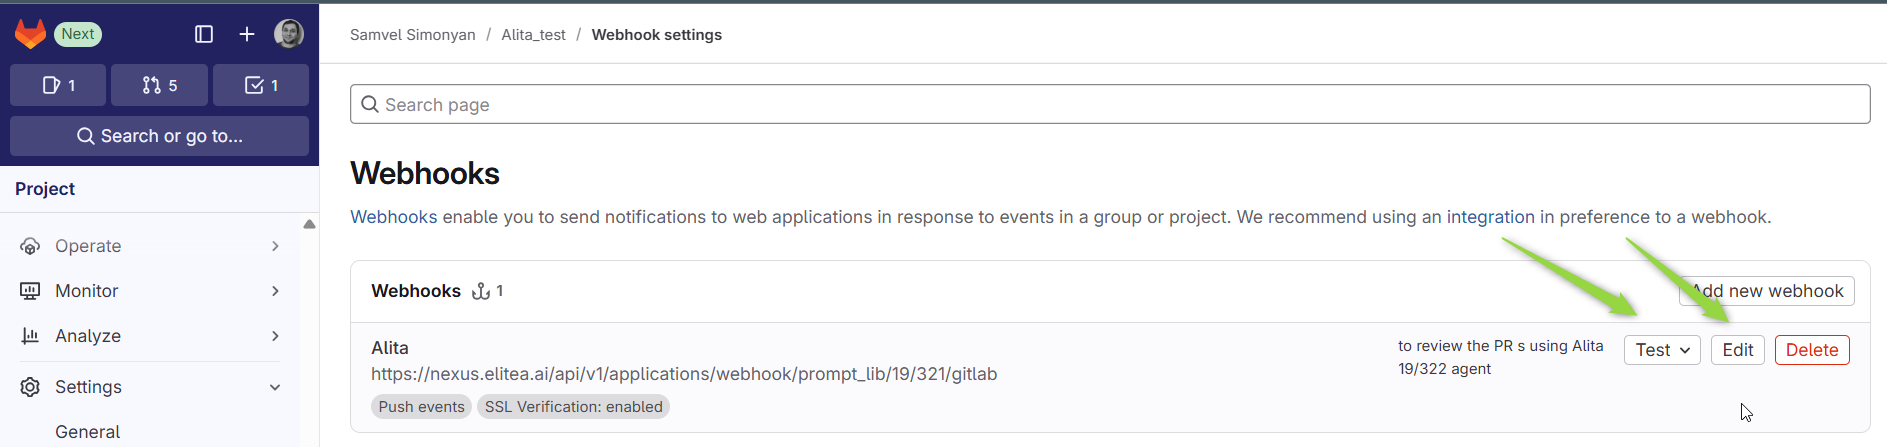 Next
1
5
1
Search or go to...
Project
Operate
Monitor
Analyze
Settings
General
Samvel Simonyan / Alita_test / Webhook settings
Search page
Webhooks
Webhooks enable you to send notifications to web applications in response to events in a group or project. We recommend using an integration in preference to a webhook.
Webhooks 1
Add new webhook
Alita
https://nexus.elitea.ai/api/v1/applications/webhook/prompt_lib/19/321/gitlab
Push events SSL Verification: enabled
to review the PR s using Alita
19/322 agent
Test Edit Delete